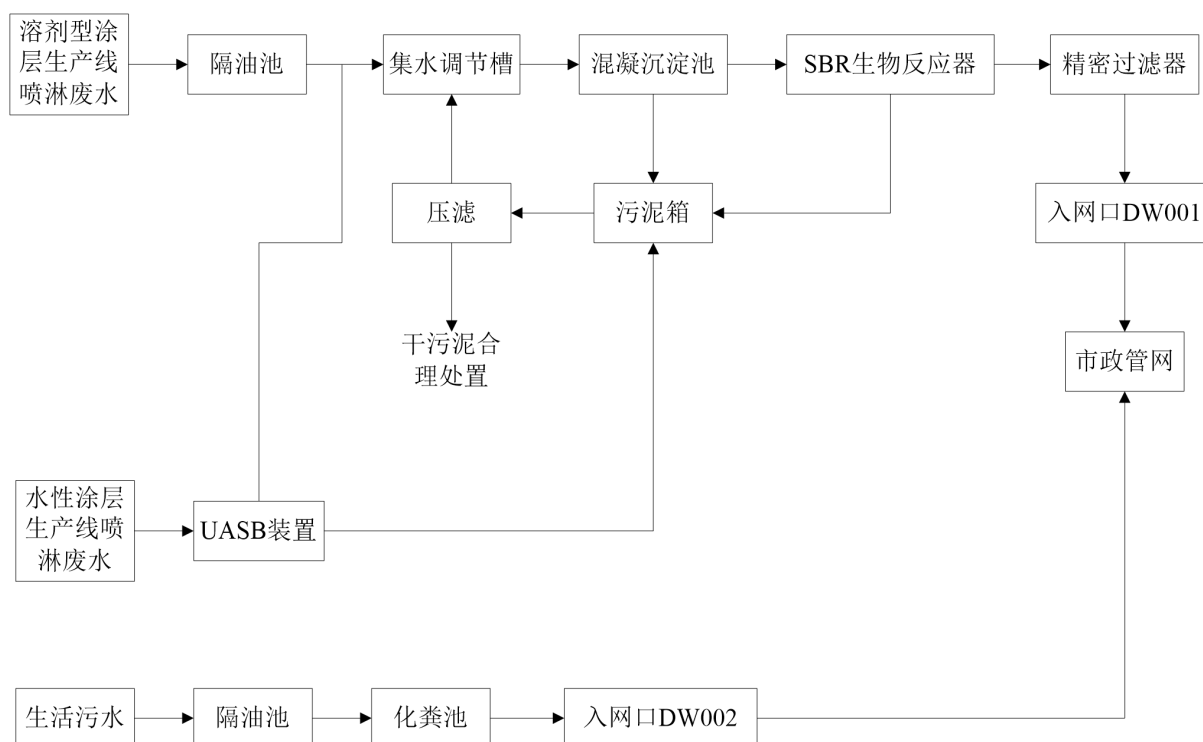 溶剂型涂
层生产线
喷淋废水
隔油池
集水调节槽
混凝沉淀池
SBR生物反应器
精密过滤器
压滤
污泥箱
入网口DW001
干污泥合
理处置
市政管网
水性涂层
生产线喷
淋废水
UASB装置
生活污水
隔油池
化粪池
入网口DW002